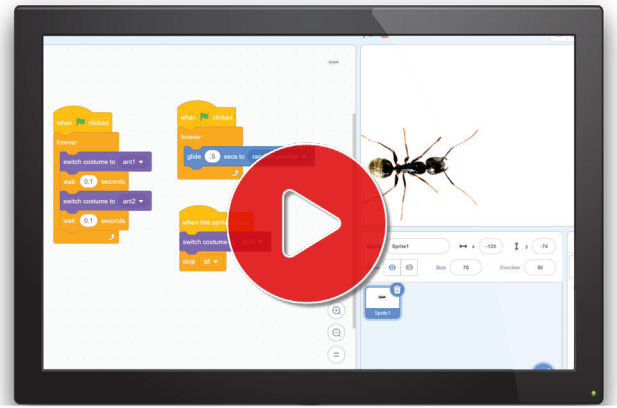 when clicked
forever
switch costume to ant1
wait 0.1 seconds
switch costume to ant2
wait 0.1 seconds
when clicked
forever
glide .5 secs to
when this sprite
switch costume
stop all
Sprite1
x -135
y -74
Size 70
Direction 90
Sprite1